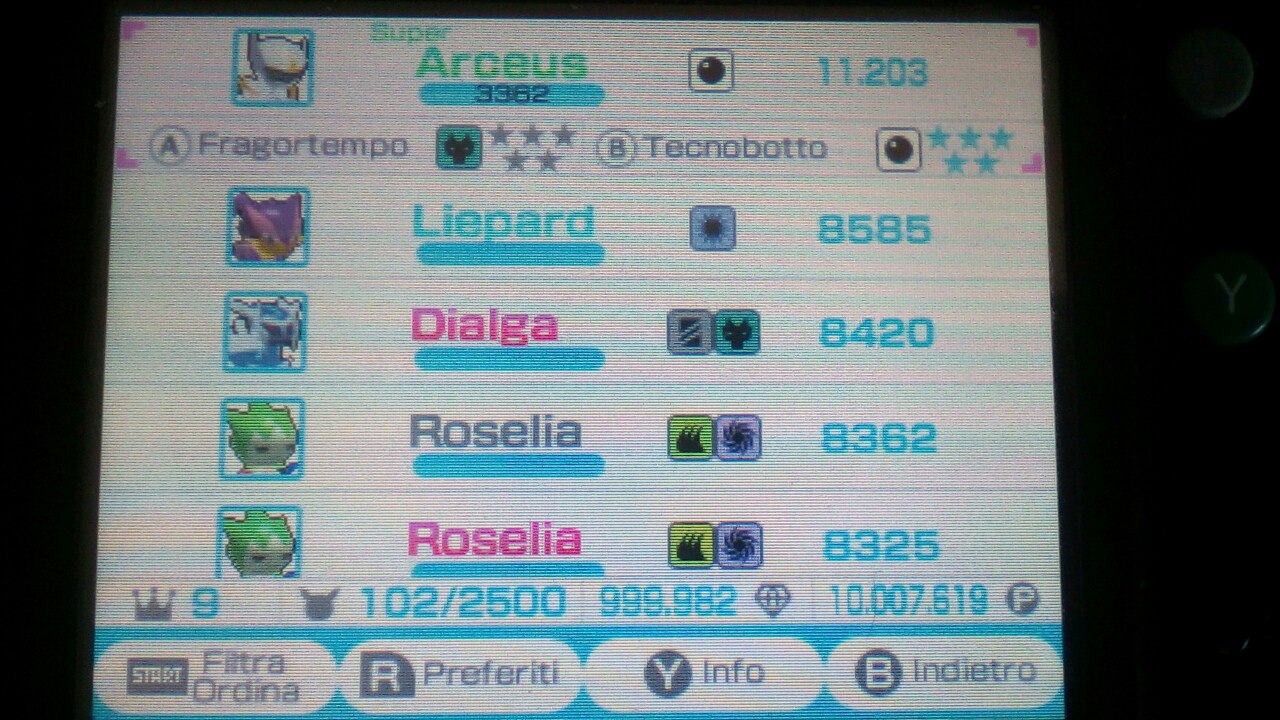 Super
Arceus
3362
11.203
A Fragortempo
B Tecnobotto
Liepard
8585
Dialga
8420
Roselia
8362
Roselia
8325
9
102/2500
999.982
10.007.619 P
START Filtra
Ordina
R Preferiti
Y Info
B Indietro
Y